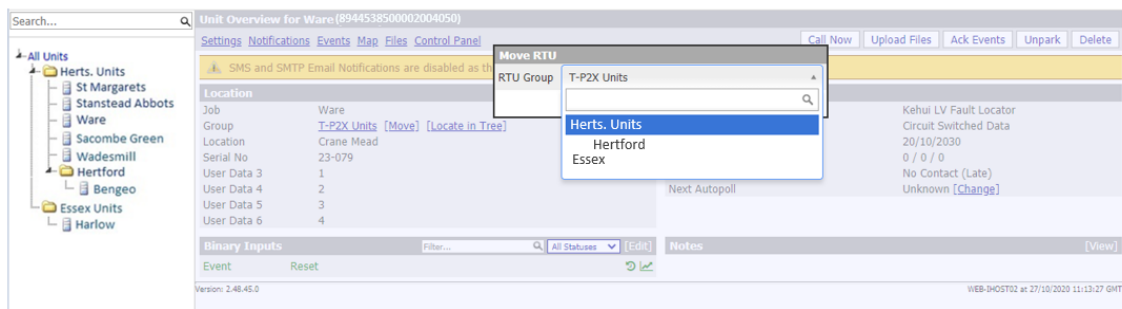 Search...
All Units
Herts. Units
St Margarets
Stanstead Abbots
Ware
Sacombe Green
Wadesmill
Hertford
Bengeo
Essex Units
Harlow
Unit Overview for Ware (8944538500002004050)
Settings Notifications Events Map Files Control Panel
Call Now Upload Files Ack Events Unpark Delete
SMS and SMTP Email Notifications are disabled as th
Move RTU
RTU Group T-P2X Units
Herts. Units
Hertford
Essex
Location
Job Ware
Group T-P2X Units [Move] [Locate in Tree]
Location Crane Mead
Serial No 23-079
User Data 3 1
User Data 4 2
User Data 5 3
User Data 6 4
Kehui LV Fault Locator
Circuit Switched Data
20/10/2030
0 / 0 / 0
No Contact (Late)
Next Autopoll Unknown [Change]
Binary Inputs Filter... All Statuses [Edit]
Event Reset
Notes [View]
Version: 2.48.45.0
WEB-IHOST02 at 27/10/2020 11:13:27 GMT